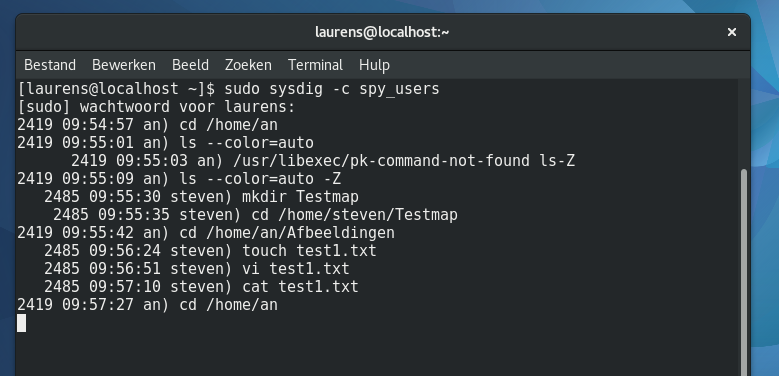 laurens@localhost:~
Bestand Bewerken Beeld Zoeken Terminal Hulp
[laurens@localhost ~]$ sudo sysdig -c spy_users
[sudo] wachtwoord voor laurens:
2419 09:54:57 an) cd /home/an
2419 09:55:01 an) ls --color=auto
2419 09:55:03 an) /usr/libexec/pk-command-not-found ls-Z
2419 09:55:09 an) ls --color=auto -Z
2485 09:55:30 steven) mkdir Testmap
2485 09:55:35 steven) cd /home/steven/Testmap
2419 09:55:42 an) cd /home/an/Afbeeldingen
2485 09:56:24 steven) touch test1.txt
2485 09:56:51 steven) vi test1.txt
2485 09:57:10 steven) cat test1.txt
2419 09:57:27 an) cd /home/an